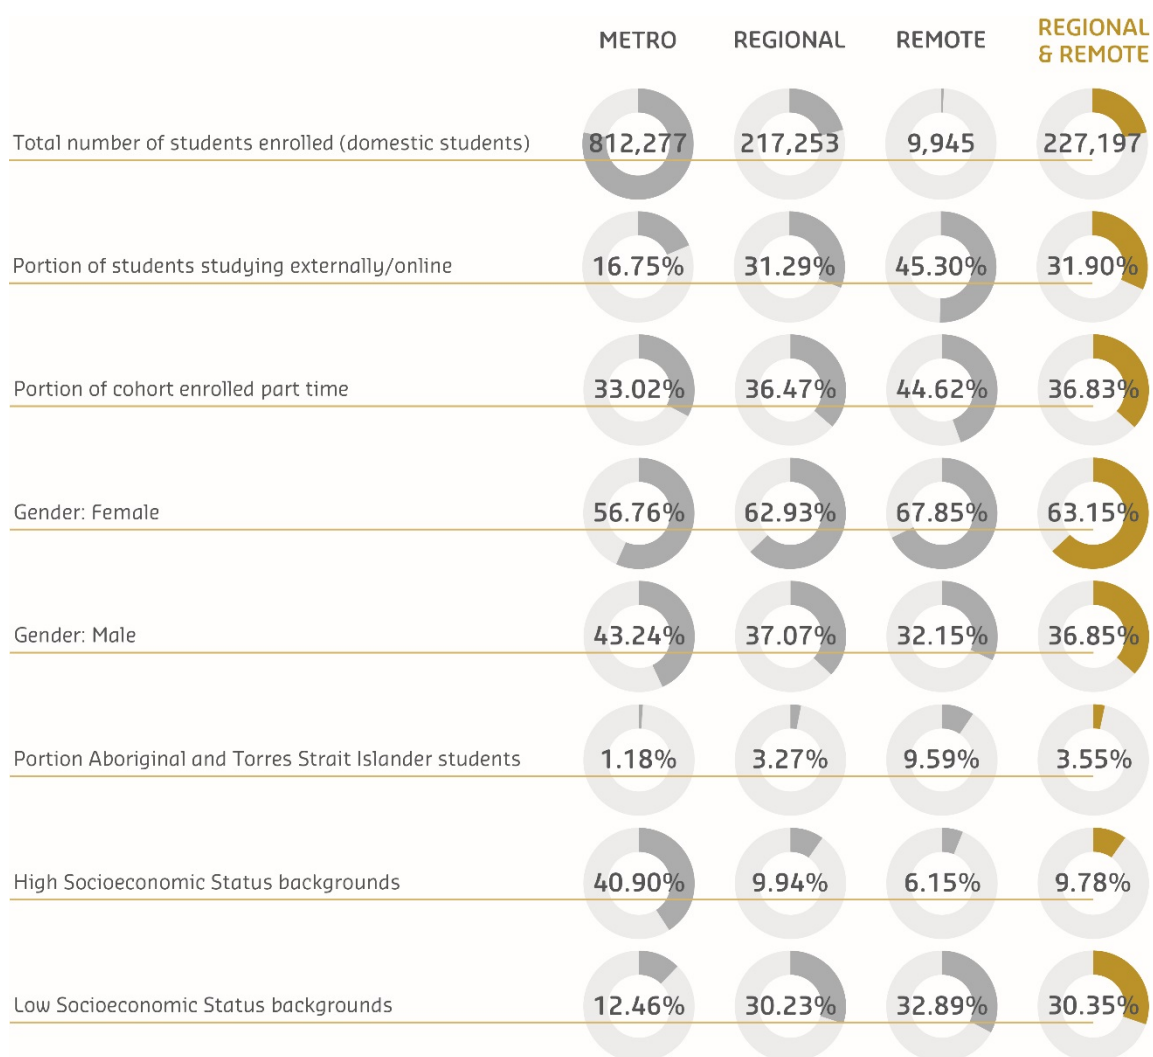 METRO REGIONAL REMOTE REGIONAL
& REMOTE
Total number of students enrolled (domestic students) 812,277 217,253 9,945 227,197
Portion of students studying externally/online 16.75% 31.29% 45.30% 31.90%
Portion of cohort enrolled part time 33.02% 36.47% 44.62% 36.83%
Gender: Female 56.76% 62.93% 67.85% 63.15%
Gender: Male 43.24% 37.07% 32.15% 36.85%
Portion Aboriginal and Torres Strait Islander students 1.18% 3.27% 9.59% 3.55%
High Socioeconomic Status backgrounds 40.90% 9.94% 6.15% 9.78%
Low Socioeconomic Status backgrounds 12.46% 30.23% 32.89% 30.35%